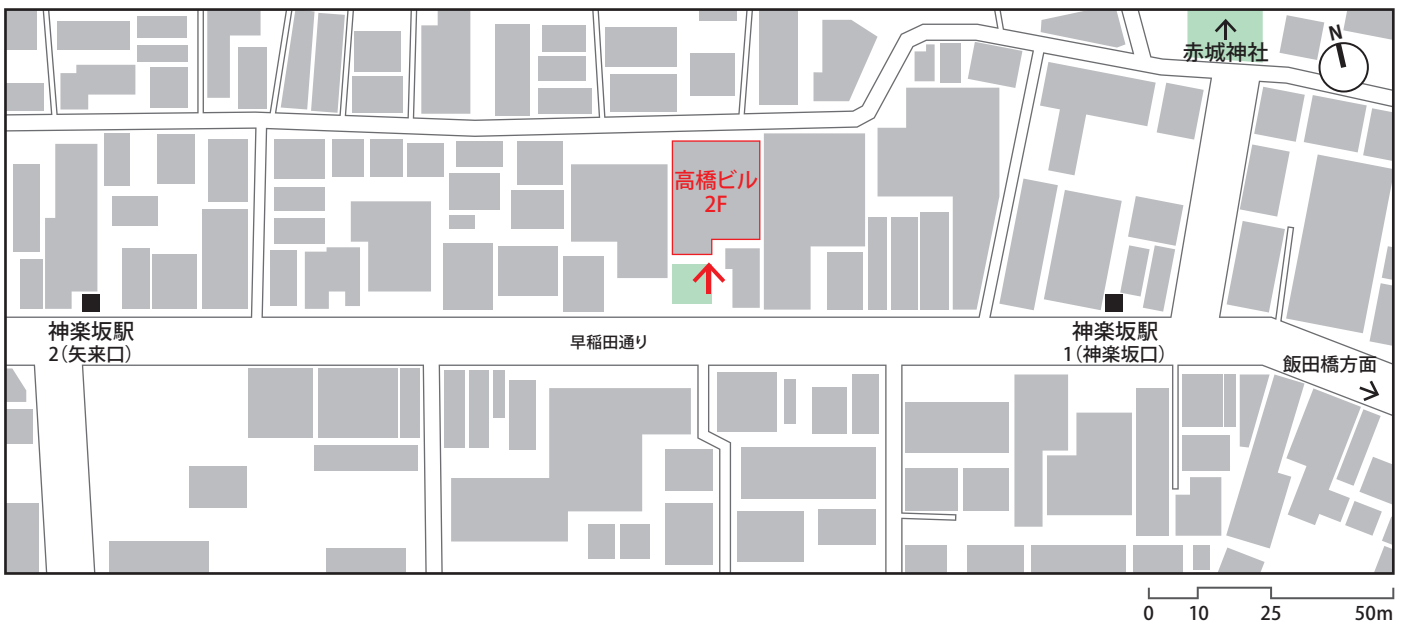 赤城神社
N
高橋ビル
2F
神楽坂駅
2(矢来口)
早稲田通り
神楽坂駅
1(神楽坂口)
飯田橋方面
0 10 25 50m